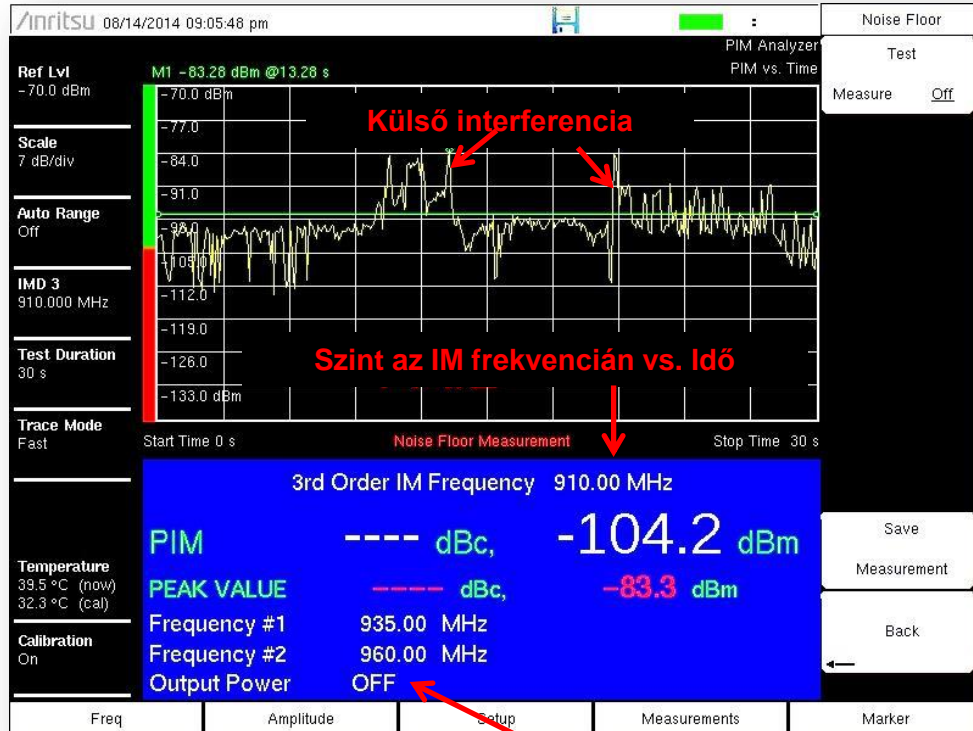 /Inritsu 08/14/2014 09:05:48 pm
:
Noise Floor
PIM Analyzer
PIM vs. Time
Test
Measure Off
Ref Lvl
-70.0 dBm
M1 -83.28 dBm @13.28 s
-70.0 dBm
-77.0
Külső interferencia
Scale
7 dB/div
-84.0
-91.0
Auto Range
Off
-98.0
-105.0
IMD 3
910.000 MHz
-112.0
-119.0
Test Duration
30 s
-126.0
Szint az IM frekvencián vs. Idő
-133.0 dBm
Trace Mode
Fast
Start Time 0 s
Noise Floor Measurement
Stop Time 30 s
3rd Order IM Frequency 910.00 MHz
PIM ---- dBc, -104.2 dBm
PEAK VALUE ---- dBc, -83.3 dBm
Frequency #1 935.00 MHz
Frequency #2 960.00 MHz
Output Power OFF
Temperature
39.5 °C (now)
32.3 °C (cal)
Calibration
On
Save
Measurement
Back
Freq
Amplitude
Setup
Measurements
Marker